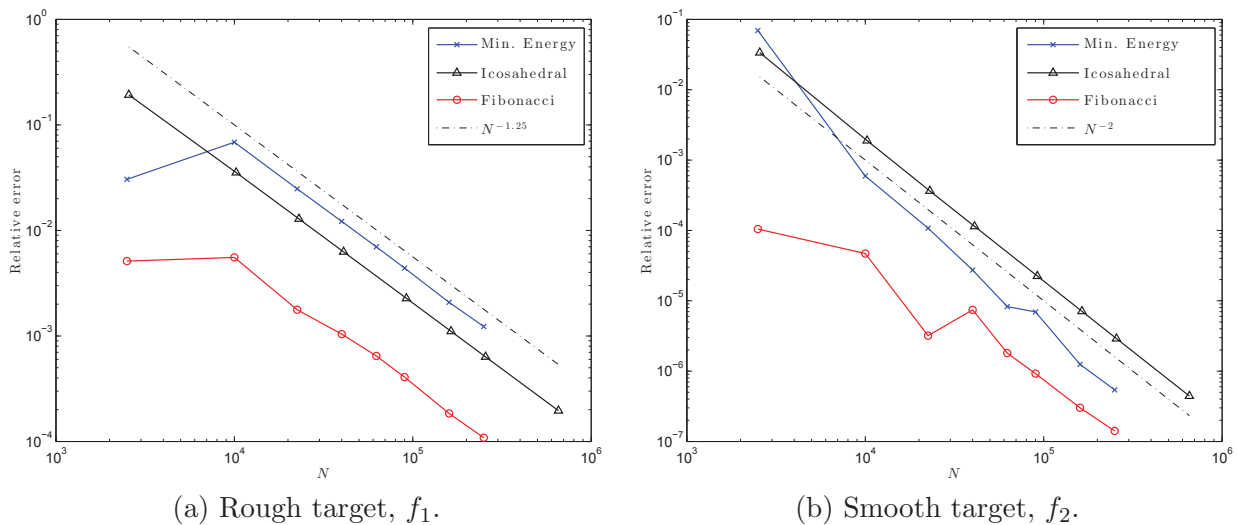 10^0
10^{-1}
10^{-2}
10^{-3}
10^{-4}
Relative error
10^3
10^4
10^5
10^6
N
Min. Energy
Icosahedral
Fibonacci
N^{-1.25}
(a) Rough target, f_1.
10^{-1}
10^{-2}
10^{-3}
10^{-4}
10^{-5}
10^{-6}
10^{-7}
Relative error
10^3
10^4
10^5
10^6
N
Min. Energy
Icosahedral
Fibonacci
N^{-2}
(b) Smooth target, f_2.